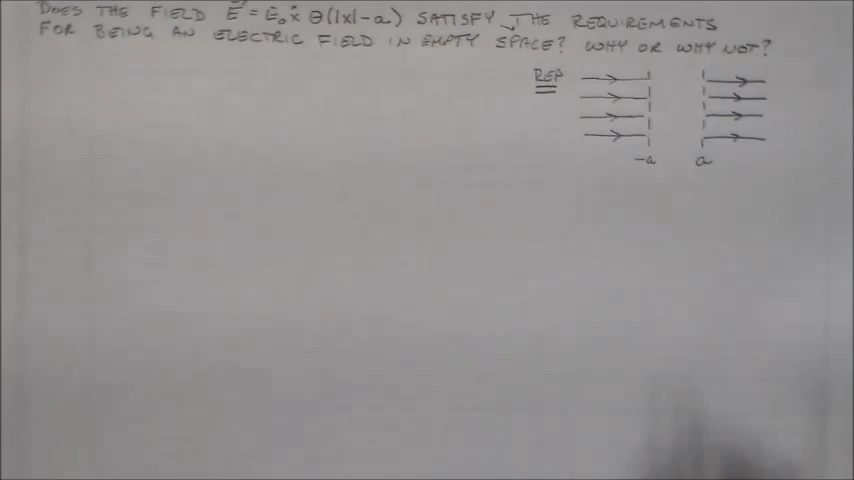 DOES THE FIELD E⃗ = E₀ x̂ Θ(|x|-a) SATISFY THE REQUIREMENTS
FOR BEING AN ELECTRIC FIELD IN EMPTY SPACE? WHY OR WHY NOT?
REP
-a a